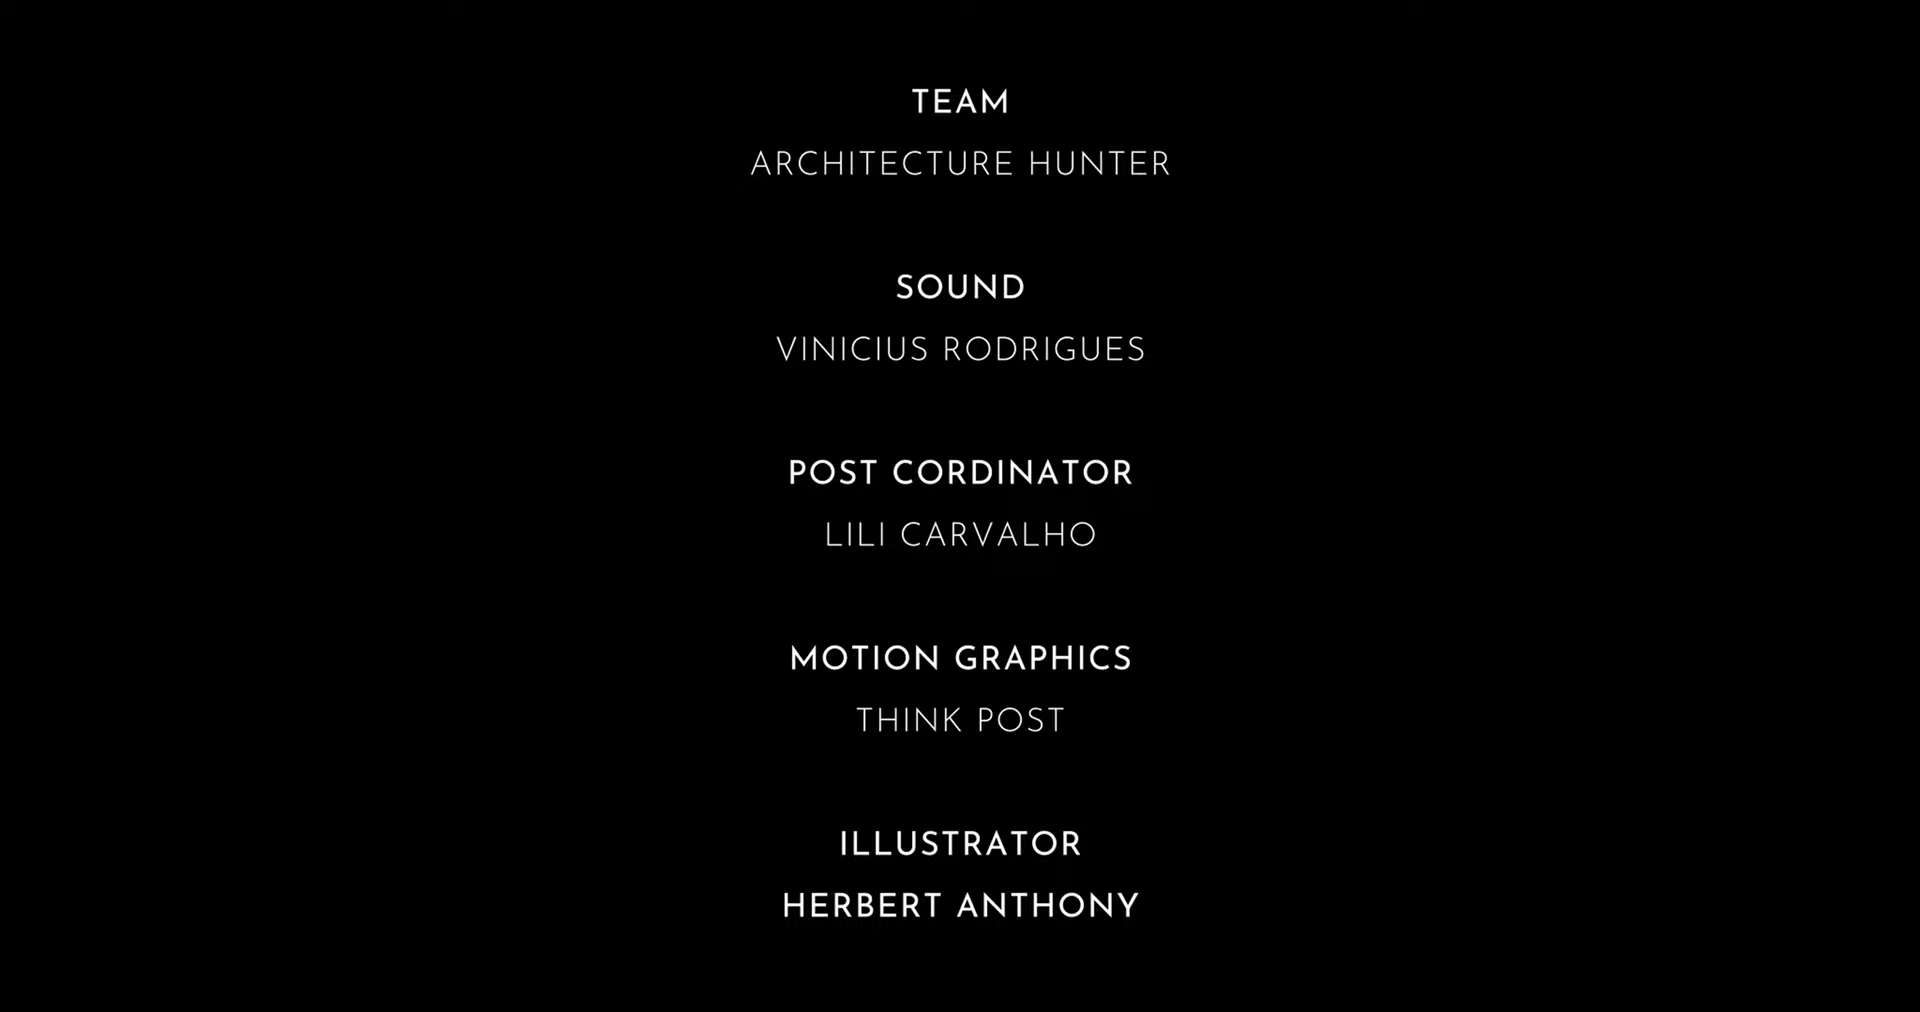 TEAM
ARCHITECTURE HUNTER
SOUND
VINICIUS RODRIGUES
POST CORDINATOR
LILI CARVALHO
MOTION GRAPHICS
THINK POST
ILLUSTRATOR
HERBERT ANTHONY